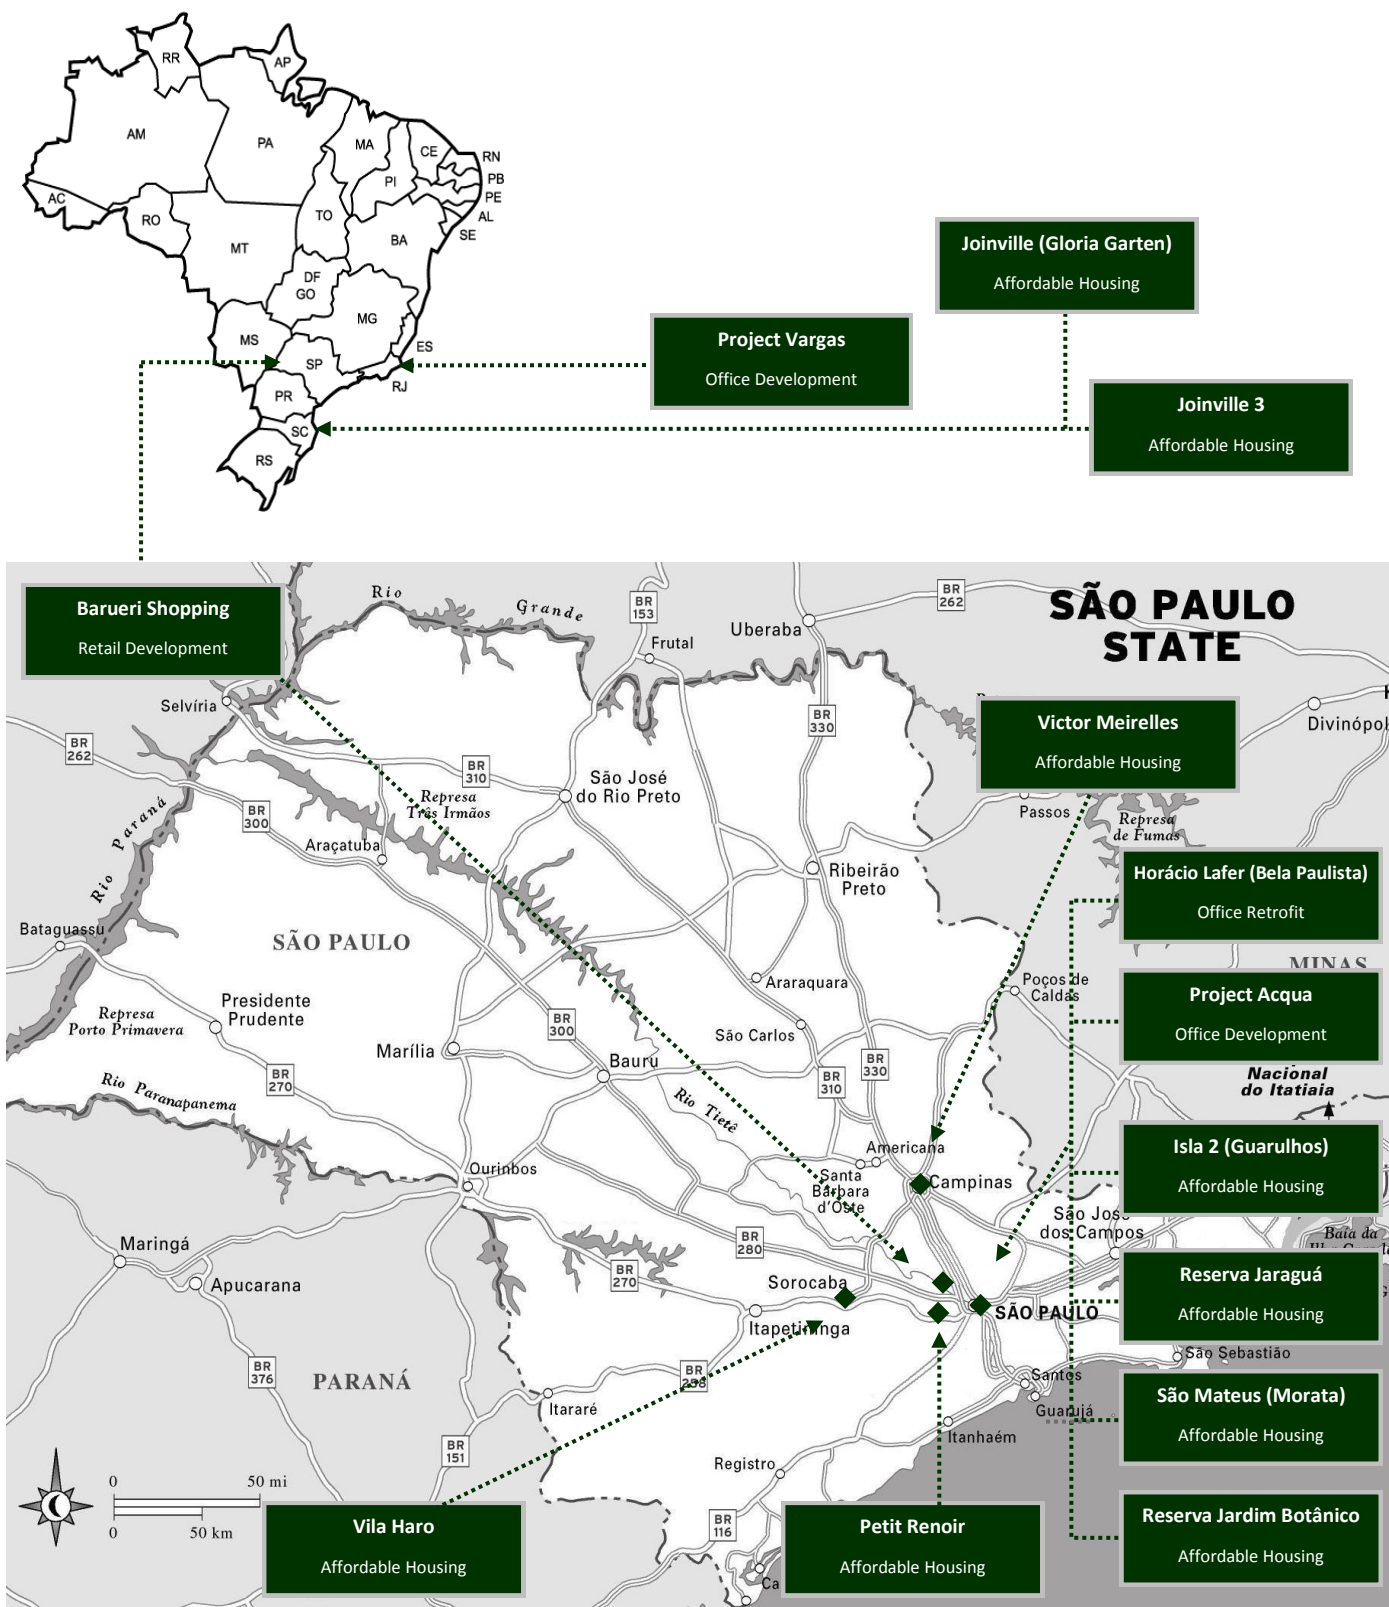 RR
AP
AM
PA
MA
CE
RN
PB
PI
PE
AC
AL
RO
TO
SE
MT
BA
DF
GO
MG
MS
ES
SP
RJ
PR
SC
RS
Joinville (Gloria Garten)
Affordable Housing
Project Vargas
Office Development
Joinville 3
Affordable Housing
Barueri Shopping
Retail Development
SÃO PAULO
STATE
Rio Grande
BR
153
BR
262
Uberaba
Frutal
Selvíria
BR
262
BR
330
Divinópol
Victor Meirelles
Affordable Housing
BR
310
São José
do Rio Preto
Represa
Três Irmãos
BR
300
Rio Paraná
Araçatuba
Passos
Represa
de Fumas
Ribeirão
Preto
Horácio Lafer (Bela Paulista)
Office Retrofit
Bataguassu
SÃO PAULO
MINAS
Araraquara
Poços de
Caldas
Presidente
Prudente
Represa
Porto Primavera
Project Acqua
Office Development
São Carlos
BR
300
Marília
Bauru
BR
330
BR
310
BR
270
Nacional
do Itatiaia
Rio Paranapanema
Rio Tietê
Americana
Isla 2 (Guarulhos)
Affordable Housing
Ourinbos
Santa
Bárbara
d'Oste
Campinas
São José
dos Campos
Maringá
BR
280
Baía da
Apucarana
BR
270
Sorocaba
Reserva Jaraguá
Affordable Housing
Itapetininga
SÃO PAULO
São Sebastião
BR
376
PARANÁ
BR
258
Santos
São Mateus (Morata)
Affordable Housing
Itararé
Guarujá
Itanhaém
BR
151
Registro
0 50 mi
0 50 km
Vila Haro
Affordable Housing
BR
116
Petit Renoir
Affordable Housing
Reserva Jardim Botânico
Affordable Housing
Ca